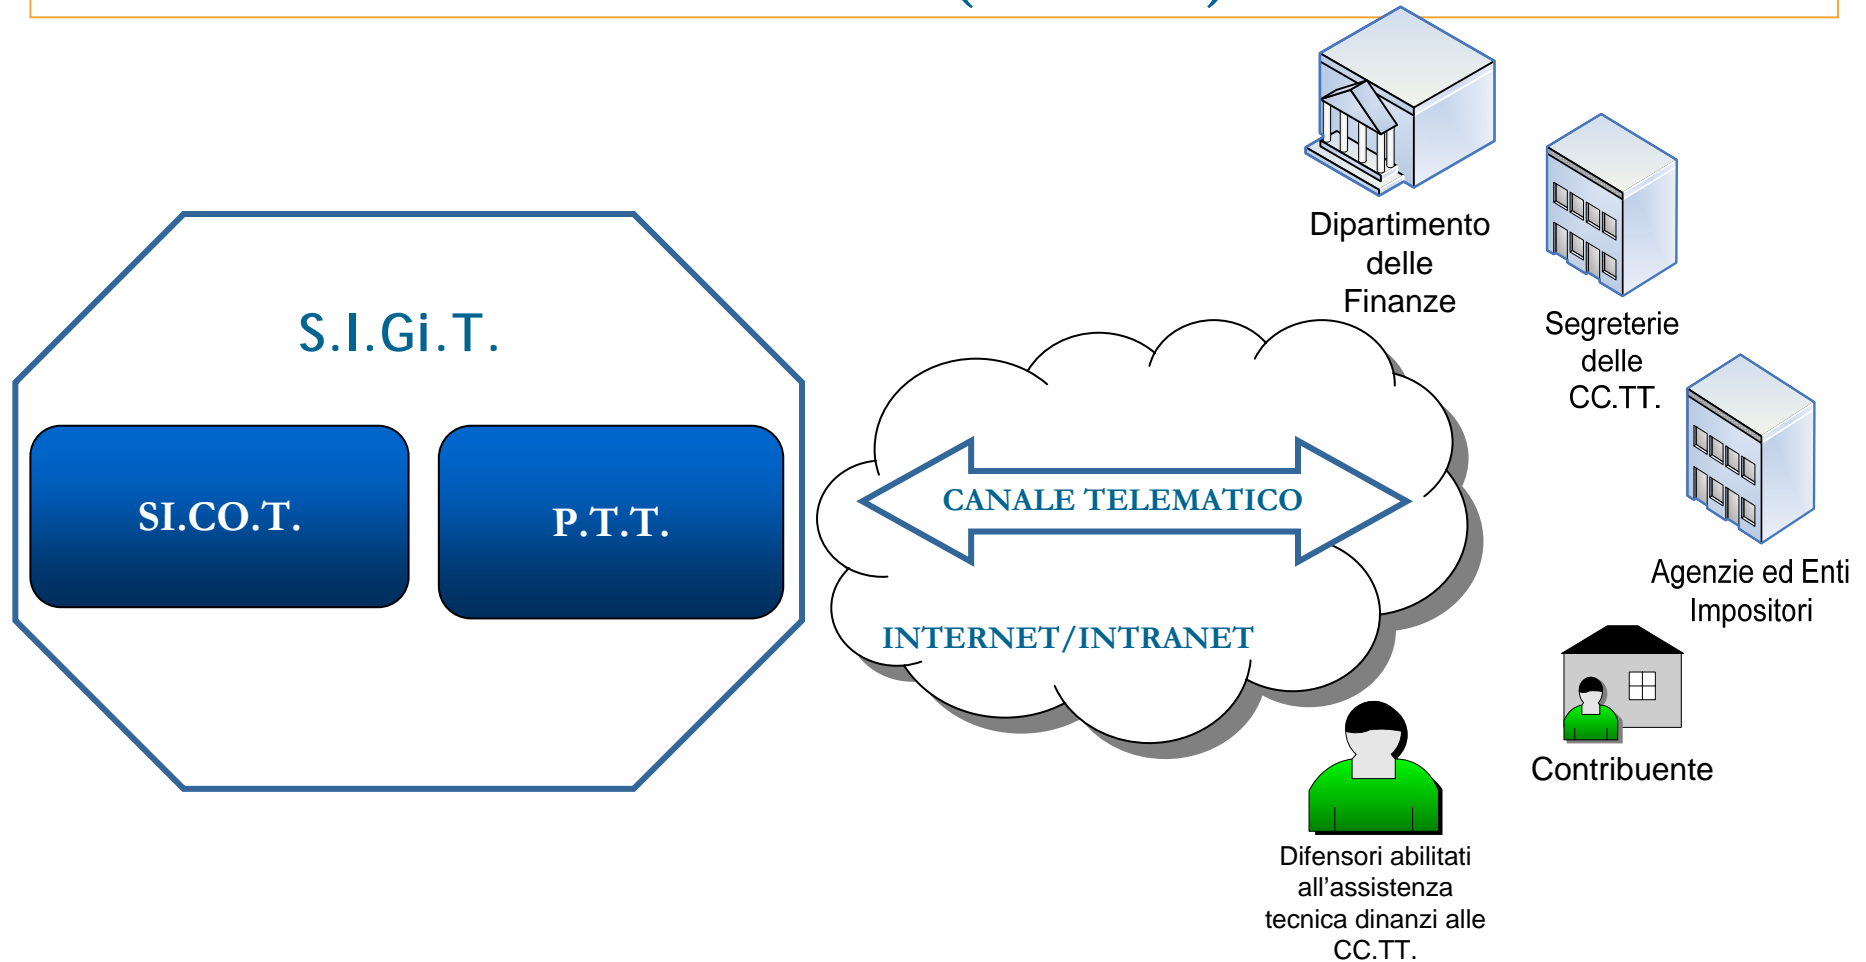 S.I.Gi.T.
SI.CO.T.
P.T.T.
CANALE TELEMATICO
INTERNET/INTRANET
Dipartimento
delle
Finanze
Segreterie
delle
CC.TT.
Agenzie ed Enti
Impositori
Contribuente
Difensori abilitati
all'assistenza
tecnica dinanzi alle
CC.TT.